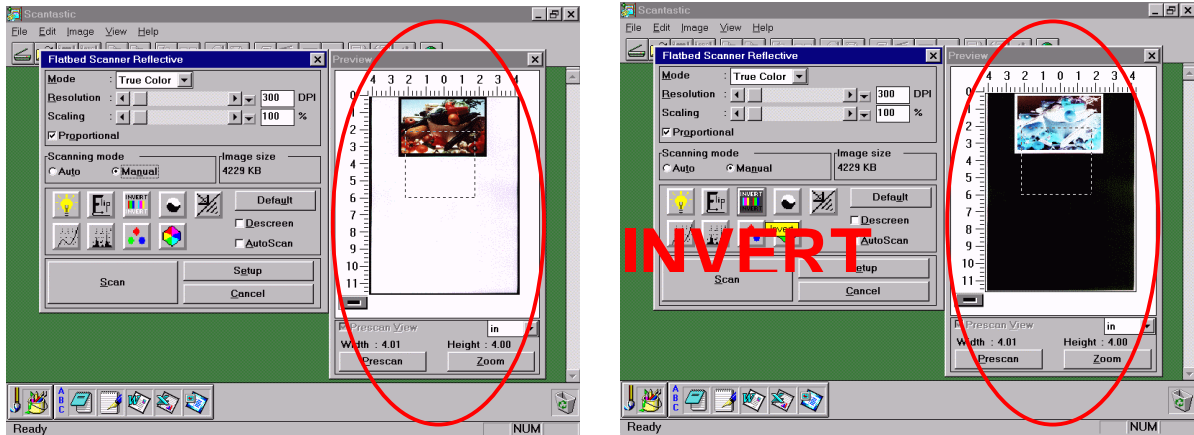 Scantastic
File Edit Image View Help
Flatbed Scanner Reflective
Preview
Mode : True Color
4 3 2 1 0 1 2 3 4
Resolution : 300 DPI
0
Scaling : 100 %
1
Proportional
2
3
Scanning mode
Image size
4
Auto Manual
4229 KB
5
6
Flip INVERT INVERT
Default
7
Descreen
8
AutoScan
9
10
Scan
Setup
11
Cancel
Prescan View in
Width : 4.01 Height : 4.00
Prescan Zoom
A
B
C
W X
Ready NUM
Scantastic
File Edit Image View Help
Flatbed Scanner Reflective
Preview
Mode : True Color
4 3 2 1 0 1 2 3 4
Resolution : 300 DPI
0
Scaling : 100 %
1
Proportional
2
3
Scanning mode
Image size
4
Auto Manual
4229 KB
5
6
Flip INVERT INVERT
Default
7
Descreen
8
Invert
AutoScan
INVERT
9
10
Scan
11
Cancel
Prescan View in
Width : 4.01 Height : 4.00
Prescan Zoom
A
B
C
W X
Ready NUM